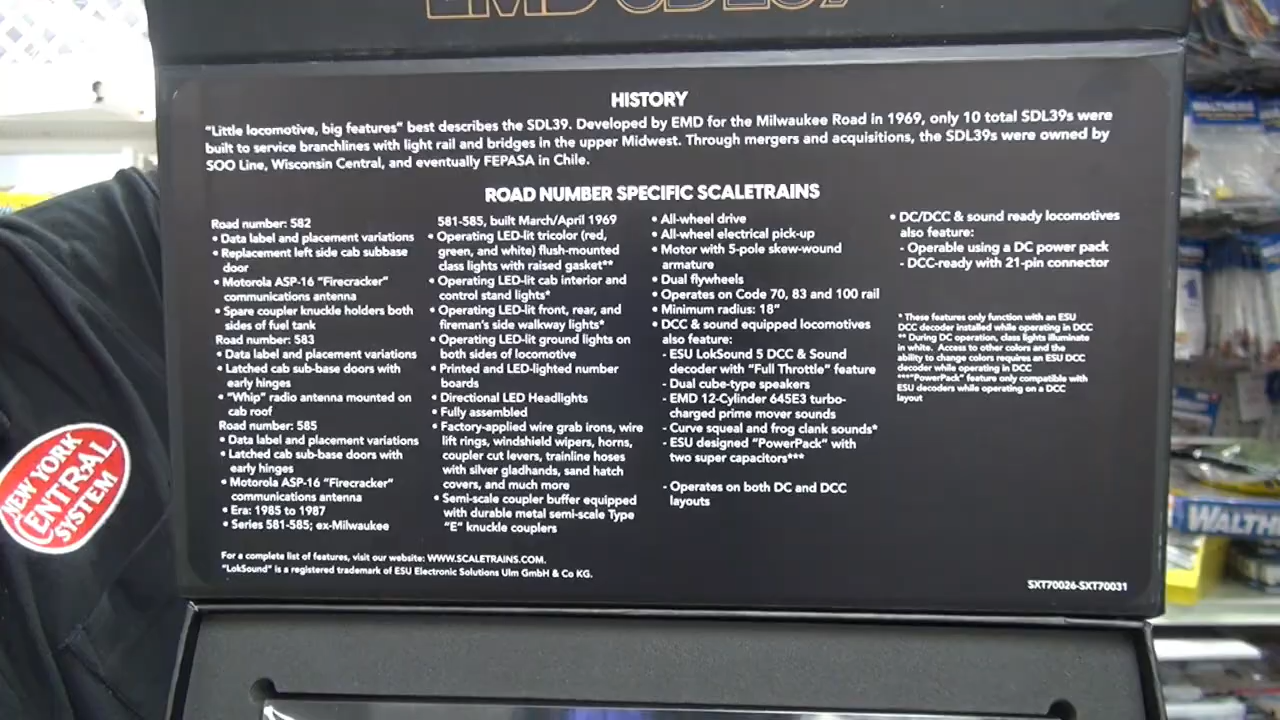 EMD SDL39
HISTORY
"Little locomotive, big features" best describes the SDL39. Developed by EMD for the Milwaukee Road in 1969, only 10 total SDL39s were
built to service branchlines with light rail and bridges in the upper Midwest. Through mergers and acquisitions, the SDL39s were owned by
SOO Line, Wisconsin Central, and eventually FEPASA in Chile.
ROAD NUMBER SPECIFIC SCALETRAINS
Road number: 582
• Data label and placement variations
• Replacement left side cab subbase
door
• Motorola ASP-16 "Firecracker"
communications antenna
• Spare coupler knuckle holders both
sides of fuel tank
Road number: 583
• Data label and placement variations
• Latched cab sub-base doors with
early hinges
• "Whip" radio antenna mounted on
cab roof
Road number: 585
• Data label and placement variations
• Latched cab sub-base doors with
early hinges
• Motorola ASP-16 "Firecracker"
communications antenna
• Era: 1985 to 1987
• Series 581-585; ex-Milwaukee
581-585, built March/April 1969
• Operating LED-lit tricolor (red,
green, and white) flush-mounted
class lights with raised gasket**
• Operating LED-lit cab interior and
control stand lights*
• Operating LED-lit front, rear, and
fireman's side walkway lights*
• Operating LED-lit ground lights on
both sides of locomotive
• Printed and LED-lighted number
boards
• Directional LED Headlights
• Fully assembled
• Factory-applied wire grab irons, wire
lift rings, windshield wipers, horns,
coupler cut levers, trainline hoses
with silver gladhands, sand hatch
covers, and much more
• Semi-scale coupler buffer equipped
with durable metal semi-scale Type
"E" knuckle couplers
• All-wheel drive
• All-wheel electrical pick-up
• Motor with 5-pole skew-wound
armature
• Dual flywheels
• Operates on Code 70, 83 and 100 rail
• Minimum radius: 18"
• DCC & sound equipped locomotives
also feature:
- ESU LokSound 5 DCC & Sound
decoder with "Full Throttle" feature
- Dual cube-type speakers
- EMD 12-Cylinder 645E3 turbo-
charged prime mover sounds
- Curve squeal and frog clank sounds*
- ESU designed "PowerPack" with
two super capacitors***
- Operates on both DC and DCC
layouts
• DC/DCC & sound ready locomotives
also feature:
- Operable using a DC power pack
- DCC-ready with 21-pin connector
* These features only function with an ESU
DCC decoder installed while operating in DCC
** During DC operation, class lights illuminate
in white. Access to other colors and the
ability to change colors requires an ESU DCC
decoder while operating in DCC
***"PowerPack" feature only compatible with
ESU decoders while operating on a DCC
layout
For a complete list of features, visit our website: WWW.SCALETRAINS.COM.
"LokSound" is a registered trademark of ESU Electronic Solutions Ulm GmbH & Co KG.
SXT70026-SXT70031
NEW YORK
CENTRAL
SYSTEM
WALTHERS
WALTH